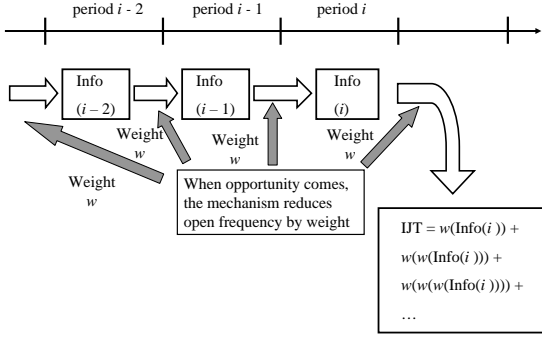 period i - 2
period i - 1
period i
Info
(i – 2)
Info
(i – 1)
Info
(i)
Weight
w
Weight
w
Weight
w
Weight
w
When opportunity comes,
the mechanism reduces
open frequency by weight
IJT = w(Info(i )) +
w(w(Info(i ))) +
w(w(w(Info(i )))) +
…